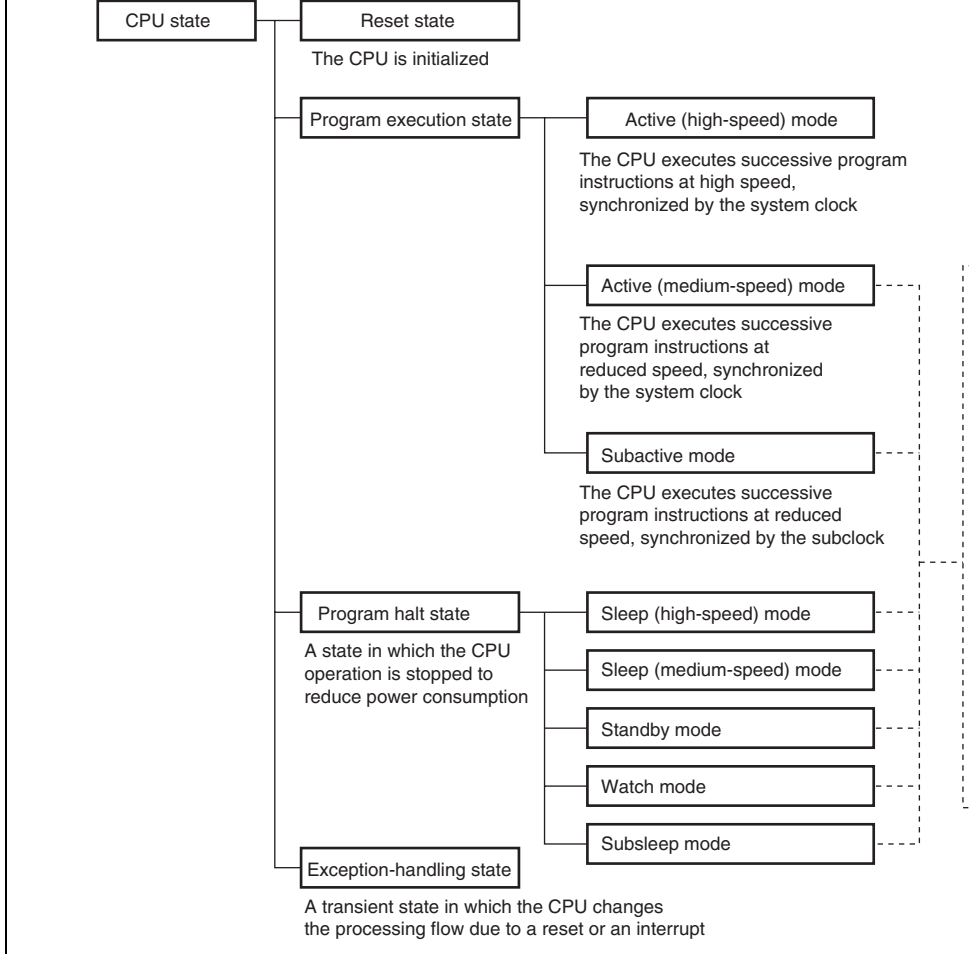 CPU state
Reset state
The CPU is initialized
Program execution state
Active (high-speed) mode
The CPU executes successive program
instructions at high speed,
synchronized by the system clock
Active (medium-speed) mode
The CPU executes successive
program instructions at
reduced speed, synchronized
by the system clock
Subactive mode
The CPU executes successive
program instructions at reduced
speed, synchronized by the subclock
Program halt state
A state in which the CPU
operation is stopped to
reduce power consumption
Sleep (high-speed) mode
Sleep (medium-speed) mode
Standby mode
Watch mode
Subsleep mode
Exception-handling state
A transient state in which the CPU changes
the processing flow due to a reset or an interrupt